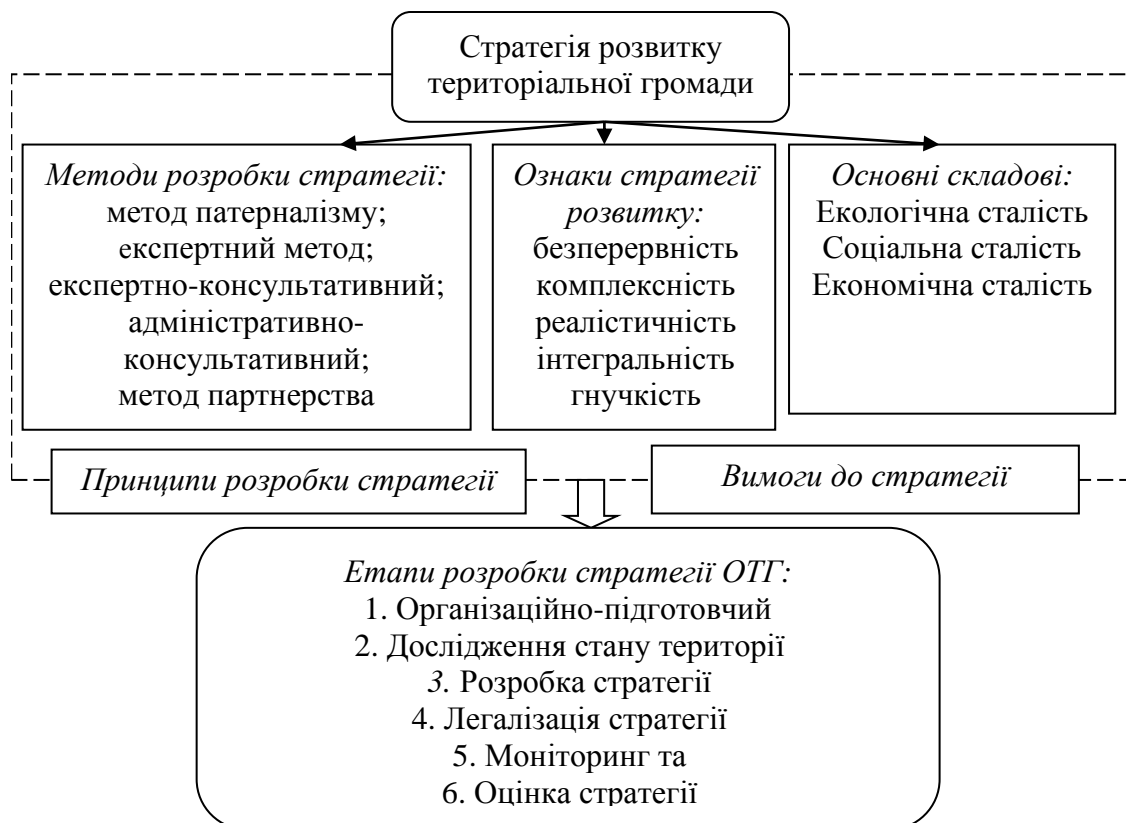 Стратегія розвитку
територіальної громади
Методи розробки стратегії:
метод патерналізму;
експертний метод;
експертно-консультативний;
адміністративно-
консультативний;
метод партнерства
Ознаки стратегії
розвитку:
безперервність
комплексність
реалістичність
інтегральність
гнучкість
Основні складові:
Екологічна сталість
Соціальна сталість
Економічна сталість
Принципи розробки стратегії
Вимоги до стратегії
Етапи розробки стратегії ОТГ:
1. Організаційно-підготовчий
2. Дослідження стану території
3. Розробка стратегії
4. Легалізація стратегії
5. Моніторинг та
6. Оцінка стратегії